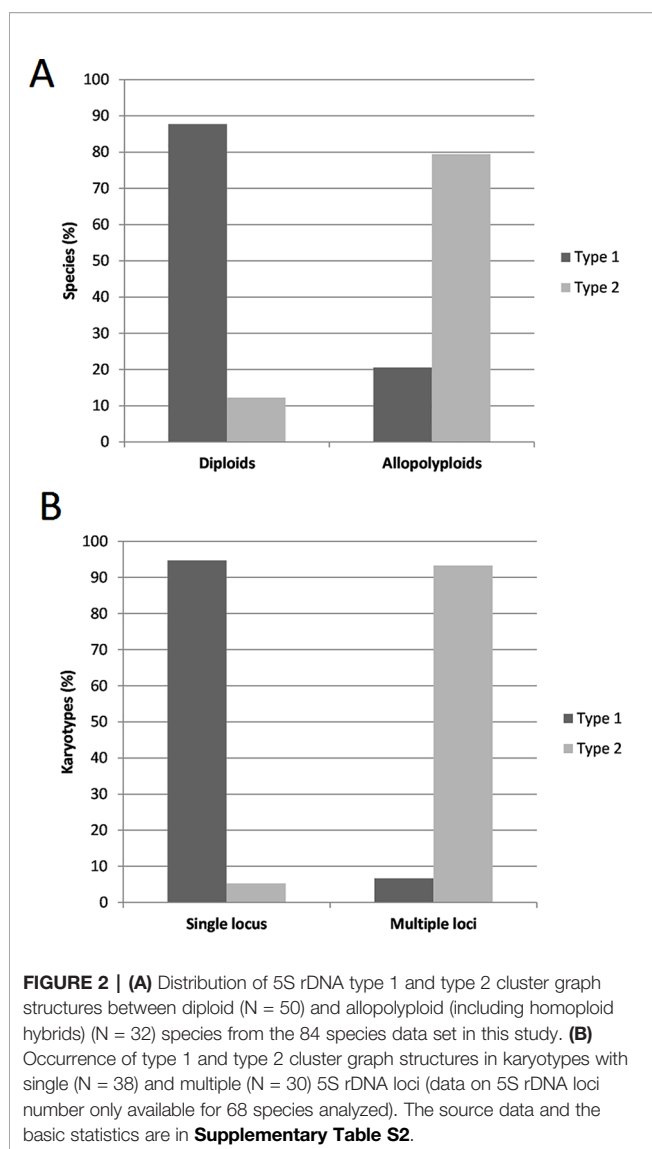 A
100
90
80
70
60
50
40
30
20
10
0
Species (%)
Diploids
Allopolyploids
Type 1
Type 2
B
100
90
80
70
60
50
40
30
20
10
0
Karyotypes (%)
Single locus
Multiple loci
Type 1
Type 2
FIGURE 2 | (A) Distribution of 5S rDNA type 1 and type 2 cluster graph
structures between diploid (N = 50) and allopolyploid (including homoploid
hybrids) (N = 32) species from the 84 species data set in this study. (B)
Occurrence of type 1 and type 2 cluster graph structures in karyotypes with
single (N = 38) and multiple (N = 30) 5S rDNA loci (data on 5S rDNA loci
number only available for 68 species analyzed). The source data and the
basic statistics are in Supplementary Table S2.